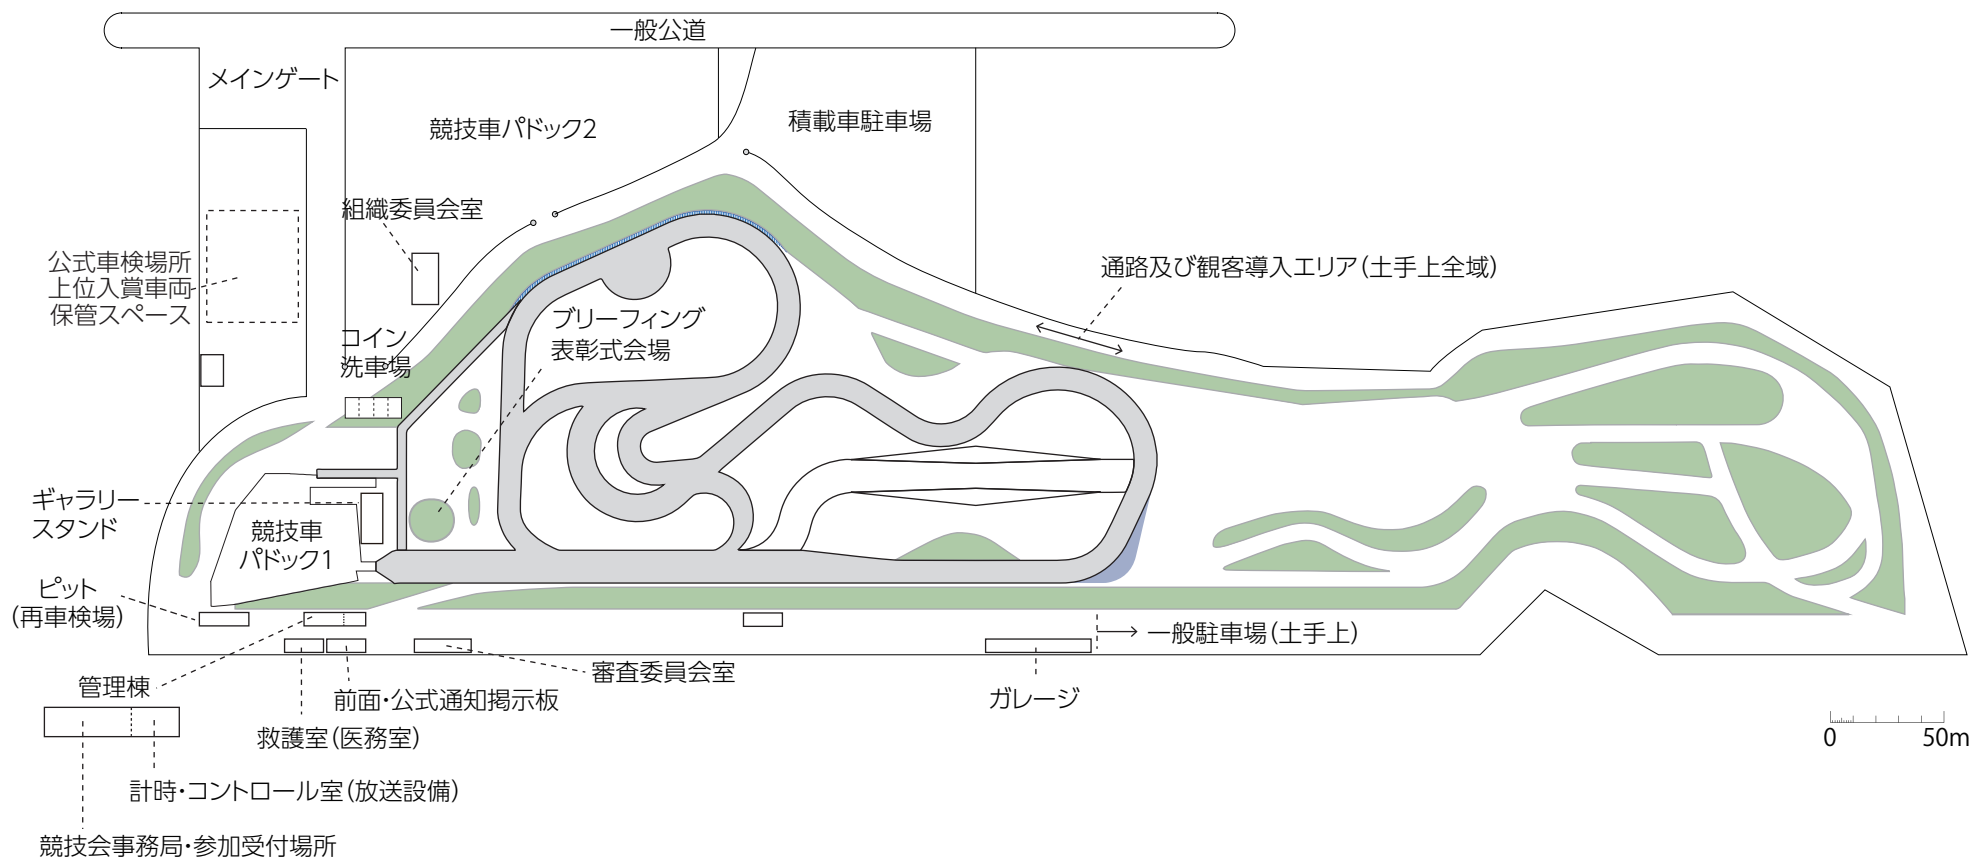 一般公道
メインゲート
競技車パドック2
積載車駐車場
組織委員会室
公式車検場所
上位入賞車両
保管スペース
通路及び観客導入エリア(土手上全域)
ブリーフィング
表彰式会場
コイン
洗車場
ギャラリー
スタンド
競技車
パドック1
ピット
(再車検場)
一般駐車場(土手上)
審査委員会室
管理棟
前面・公式通知掲示板
ガレージ
救護室(医務室)
0 50m
計時・コントロール室(放送設備)
競技会事務局・参加受付場所